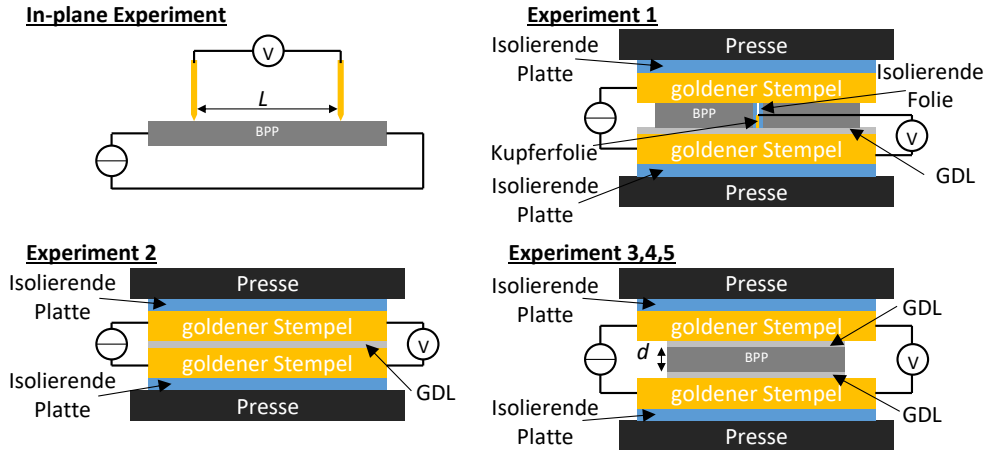 In-plane Experiment
V
L
BPP
Experiment 1
Isolierende
Platte
Presse
goldener Stempel
Isolierende
Folie
BPP
V
Kupferfolie
goldener Stempel
GDL
Isolierende
Platte
Presse
Experiment 2
Isolierende
Platte
Presse
goldener Stempel
V
goldener Stempel
Isolierende
Platte
GDL
Presse
Experiment 3,4,5
Isolierende
Platte
Presse
GDL
goldener Stempel
d
BPP
V
goldener Stempel
GDL
Isolierende
Platte
Presse